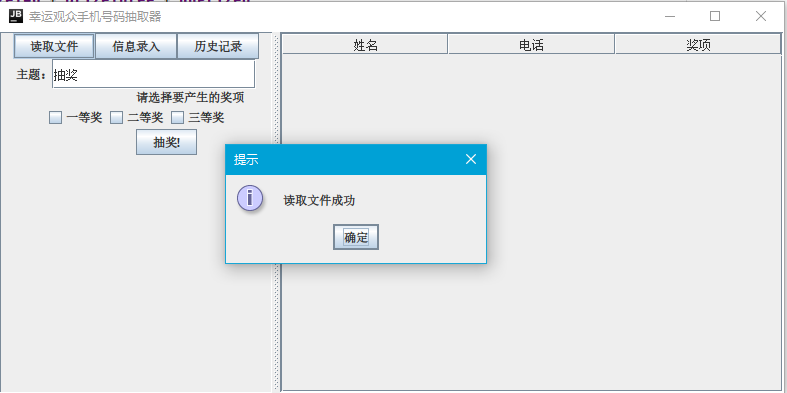 JB 幸运观众手机号码抽取器
读取文件 信息录入 历史记录
主题: 抽奖
请选择要产生的奖项
一等奖 二等奖 三等奖
抽奖!
姓名 电话 奖项
提示
读取文件成功
确定